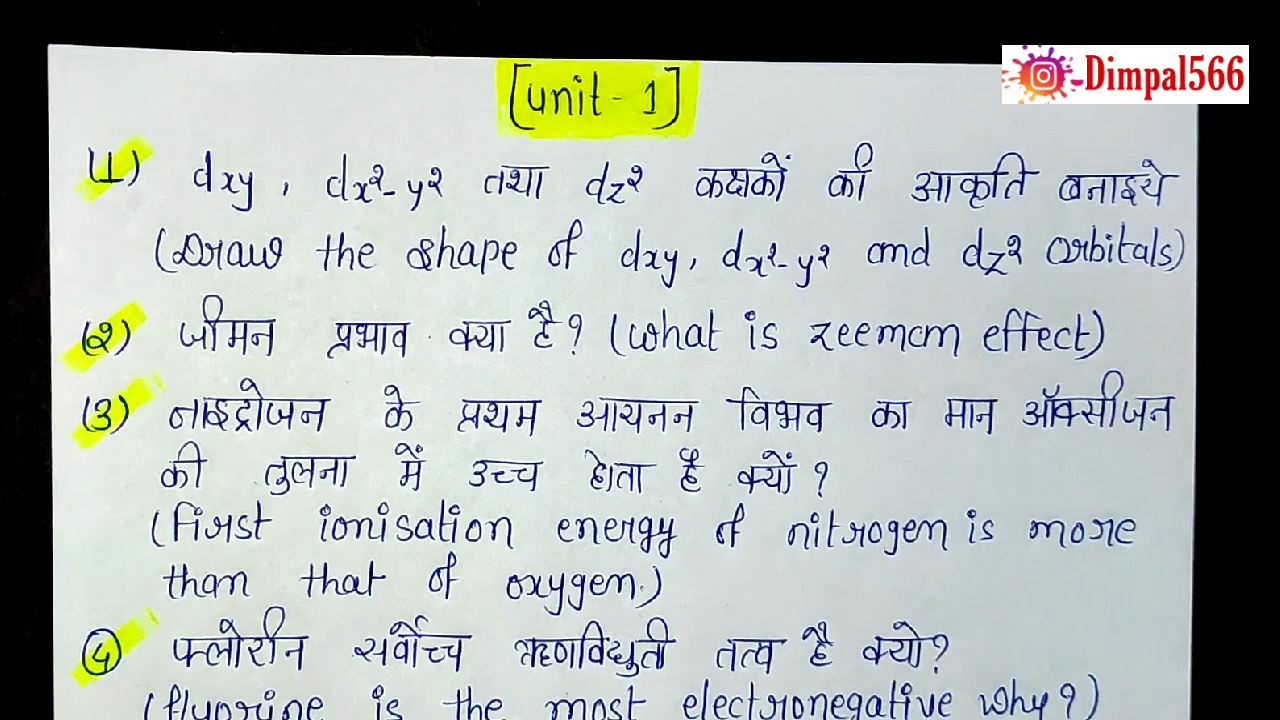 Dimpal566
[unit - 1]
(1) dxy, dx²-y² तथा dz² कक्षकों की आकृति बनाइये
(Draw the shape of dxy, dx²-y² and dz² orbitals)
(2) जीमन प्रभाव क्या है? (What is zeeman effect)
(3) नाइट्रोजन के प्रथम आयनन विभव का मान ऑक्सीजन
की तुलना में उच्च होता है क्यों ?
(First ionisation energy of nitrogen is more
than that of oxygen.)
(4) फ्लोरीन सर्वोच्च ऋणविद्युती तत्व है क्यो?
(fluorine is the most electronegative why?)